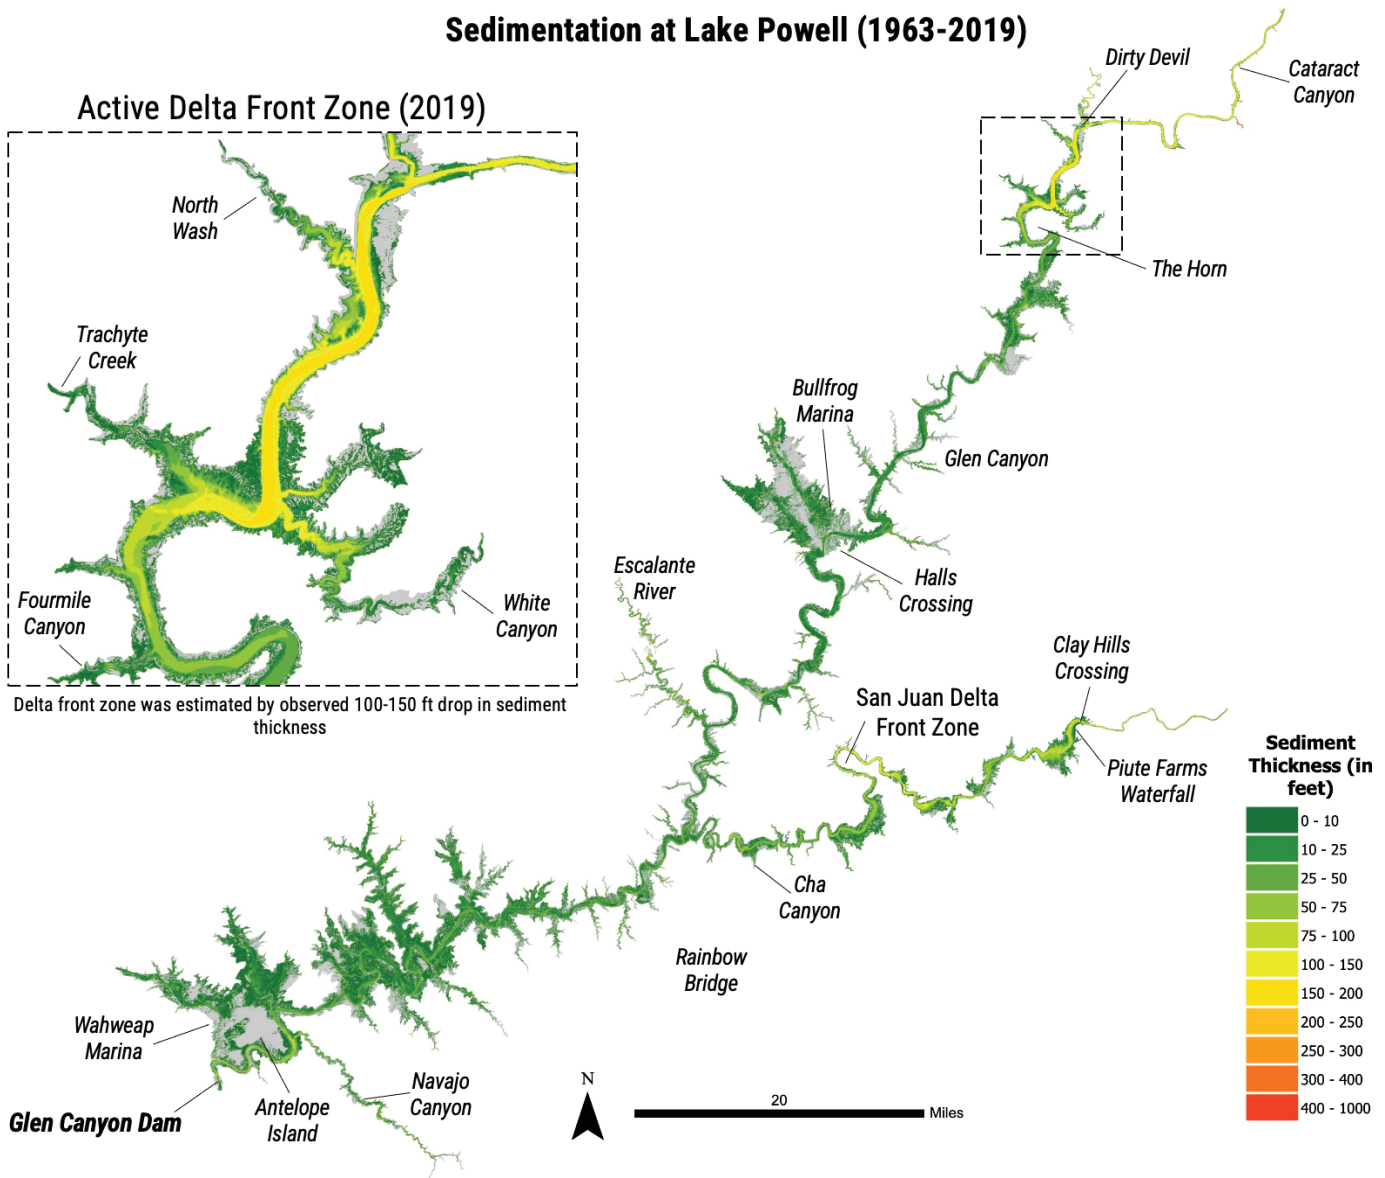 Sedimentation at Lake Powell (1963-2019)
Dirty Devil
Cataract
Canyon
Active Delta Front Zone (2019)
North
Wash
The Horn
Trachyte
Creek
Bullfrog
Marina
Glen Canyon
Escalante
River
Halls
Crossing
Fourmile
Canyon
White
Canyon
Clay Hills
Crossing
Delta front zone was estimated by observed 100-150 ft drop in sediment
thickness
San Juan Delta
Front Zone
Piute Farms
Waterfall
Sediment
Thickness (in
feet)
0 - 10
10 - 25
25 - 50
50 - 75
75 - 100
100 - 150
150 - 200
200 - 250
250 - 300
300 - 400
400 - 1000
Cha
Canyon
Rainbow
Bridge
Wahweap
Marina
Glen Canyon Dam
Antelope
Island
Navajo
Canyon
N
20
Miles